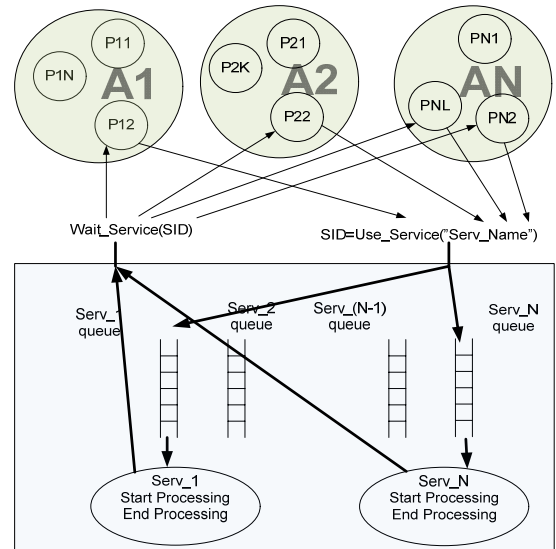 P11
P1N
A1
P12
P21
P2K
A2
P22
PN1
AN
PNL
PN2
Wait_Service(SID)
SID=Use_Service("Serv_Name")
Serv_1
queue
Serv_2
queue
Serv_(N-1)
queue
Serv_N
queue
Serv_1
Start Processing
End Processing
Serv_N
Start Processing
End Processing